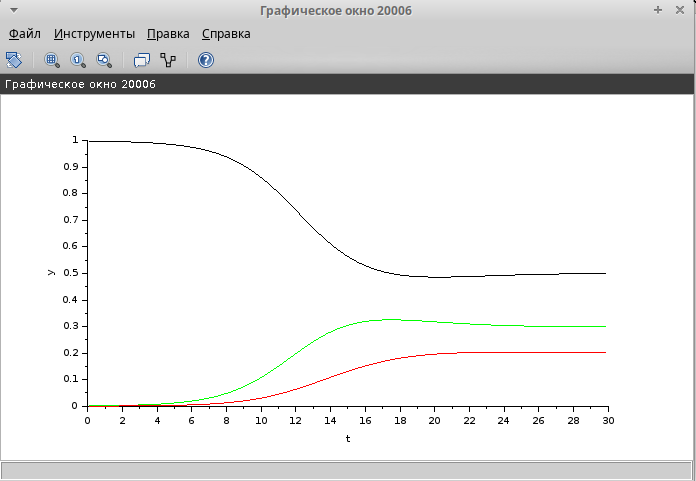 Графическое окно 20006
Файл Инструменты Правка Справка
Графическое окно 20006
1
0.9
0.8
0.7
0.6
0.5
0.4
0.3
0.2
0.1
0
y
0 2 4 6 8 10 12 14 16 18 20 22 24 26 28 30
t